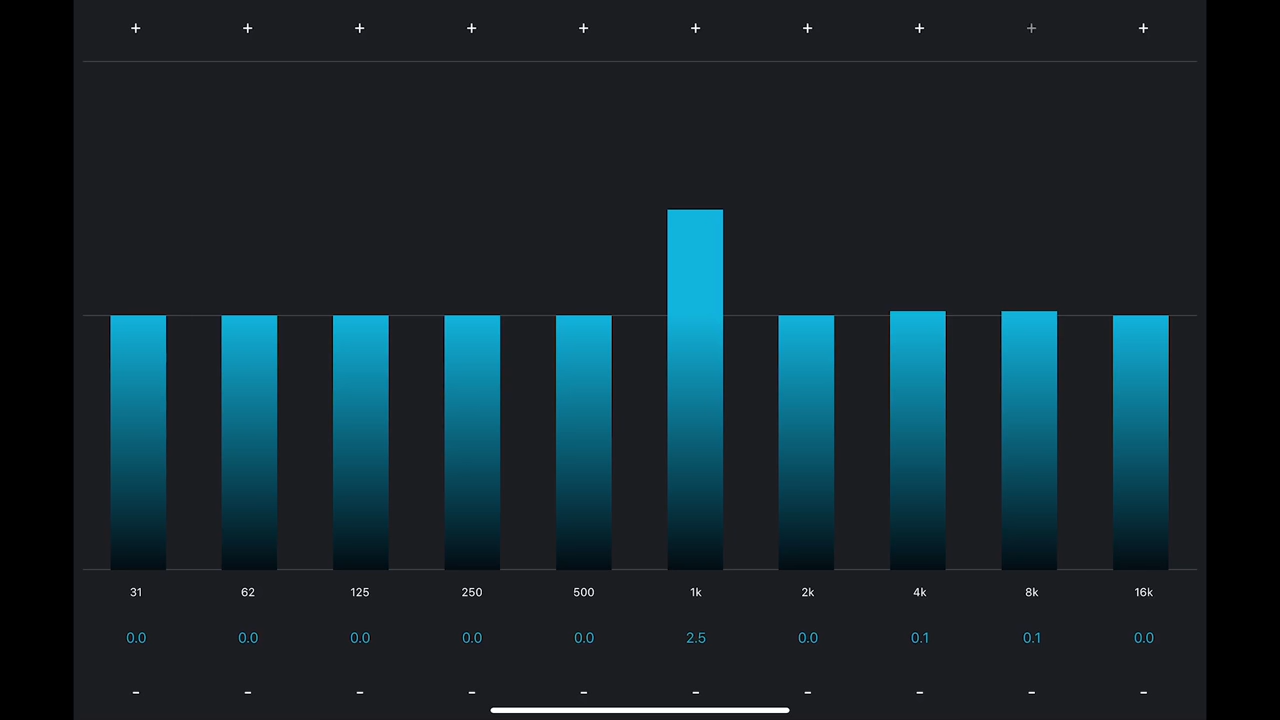 + + + + + + + + + +
31 62 125 250 500 1k 2k 4k 8k 16k
0.0 0.0 0.0 0.0 0.0 2.5 0.0 0.1 0.1 0.0
- - - - - - - - - -